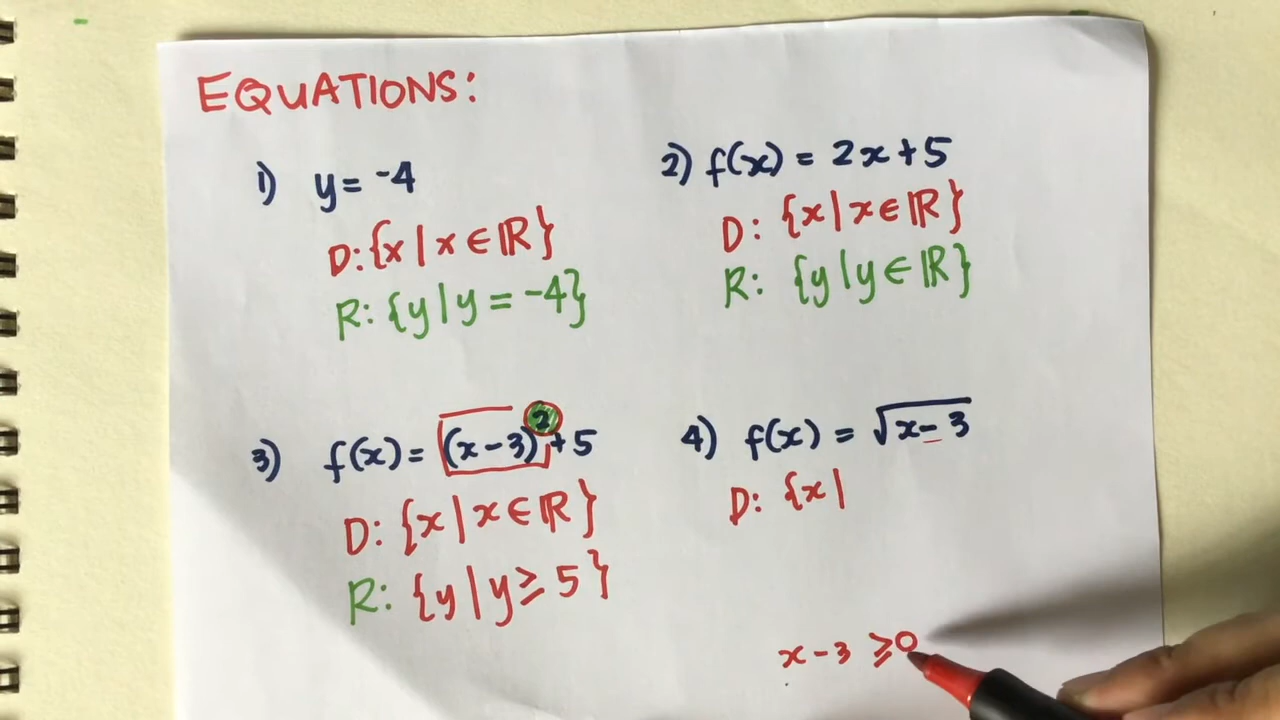 EQUATIONS:
1) y = -4
D: {x | x ∈ ℝ}
R: {y | y = -4}
2) f(x) = 2x + 5
D: {x | x ∈ ℝ}
R: {y | y ∈ ℝ}
3) f(x) = (x - 3)² + 5
D: {x | x ∈ ℝ}
R: {y | y ≥ 5}
4) f(x) = √(x - 3)
D: {x |
x - 3 ≥ 0